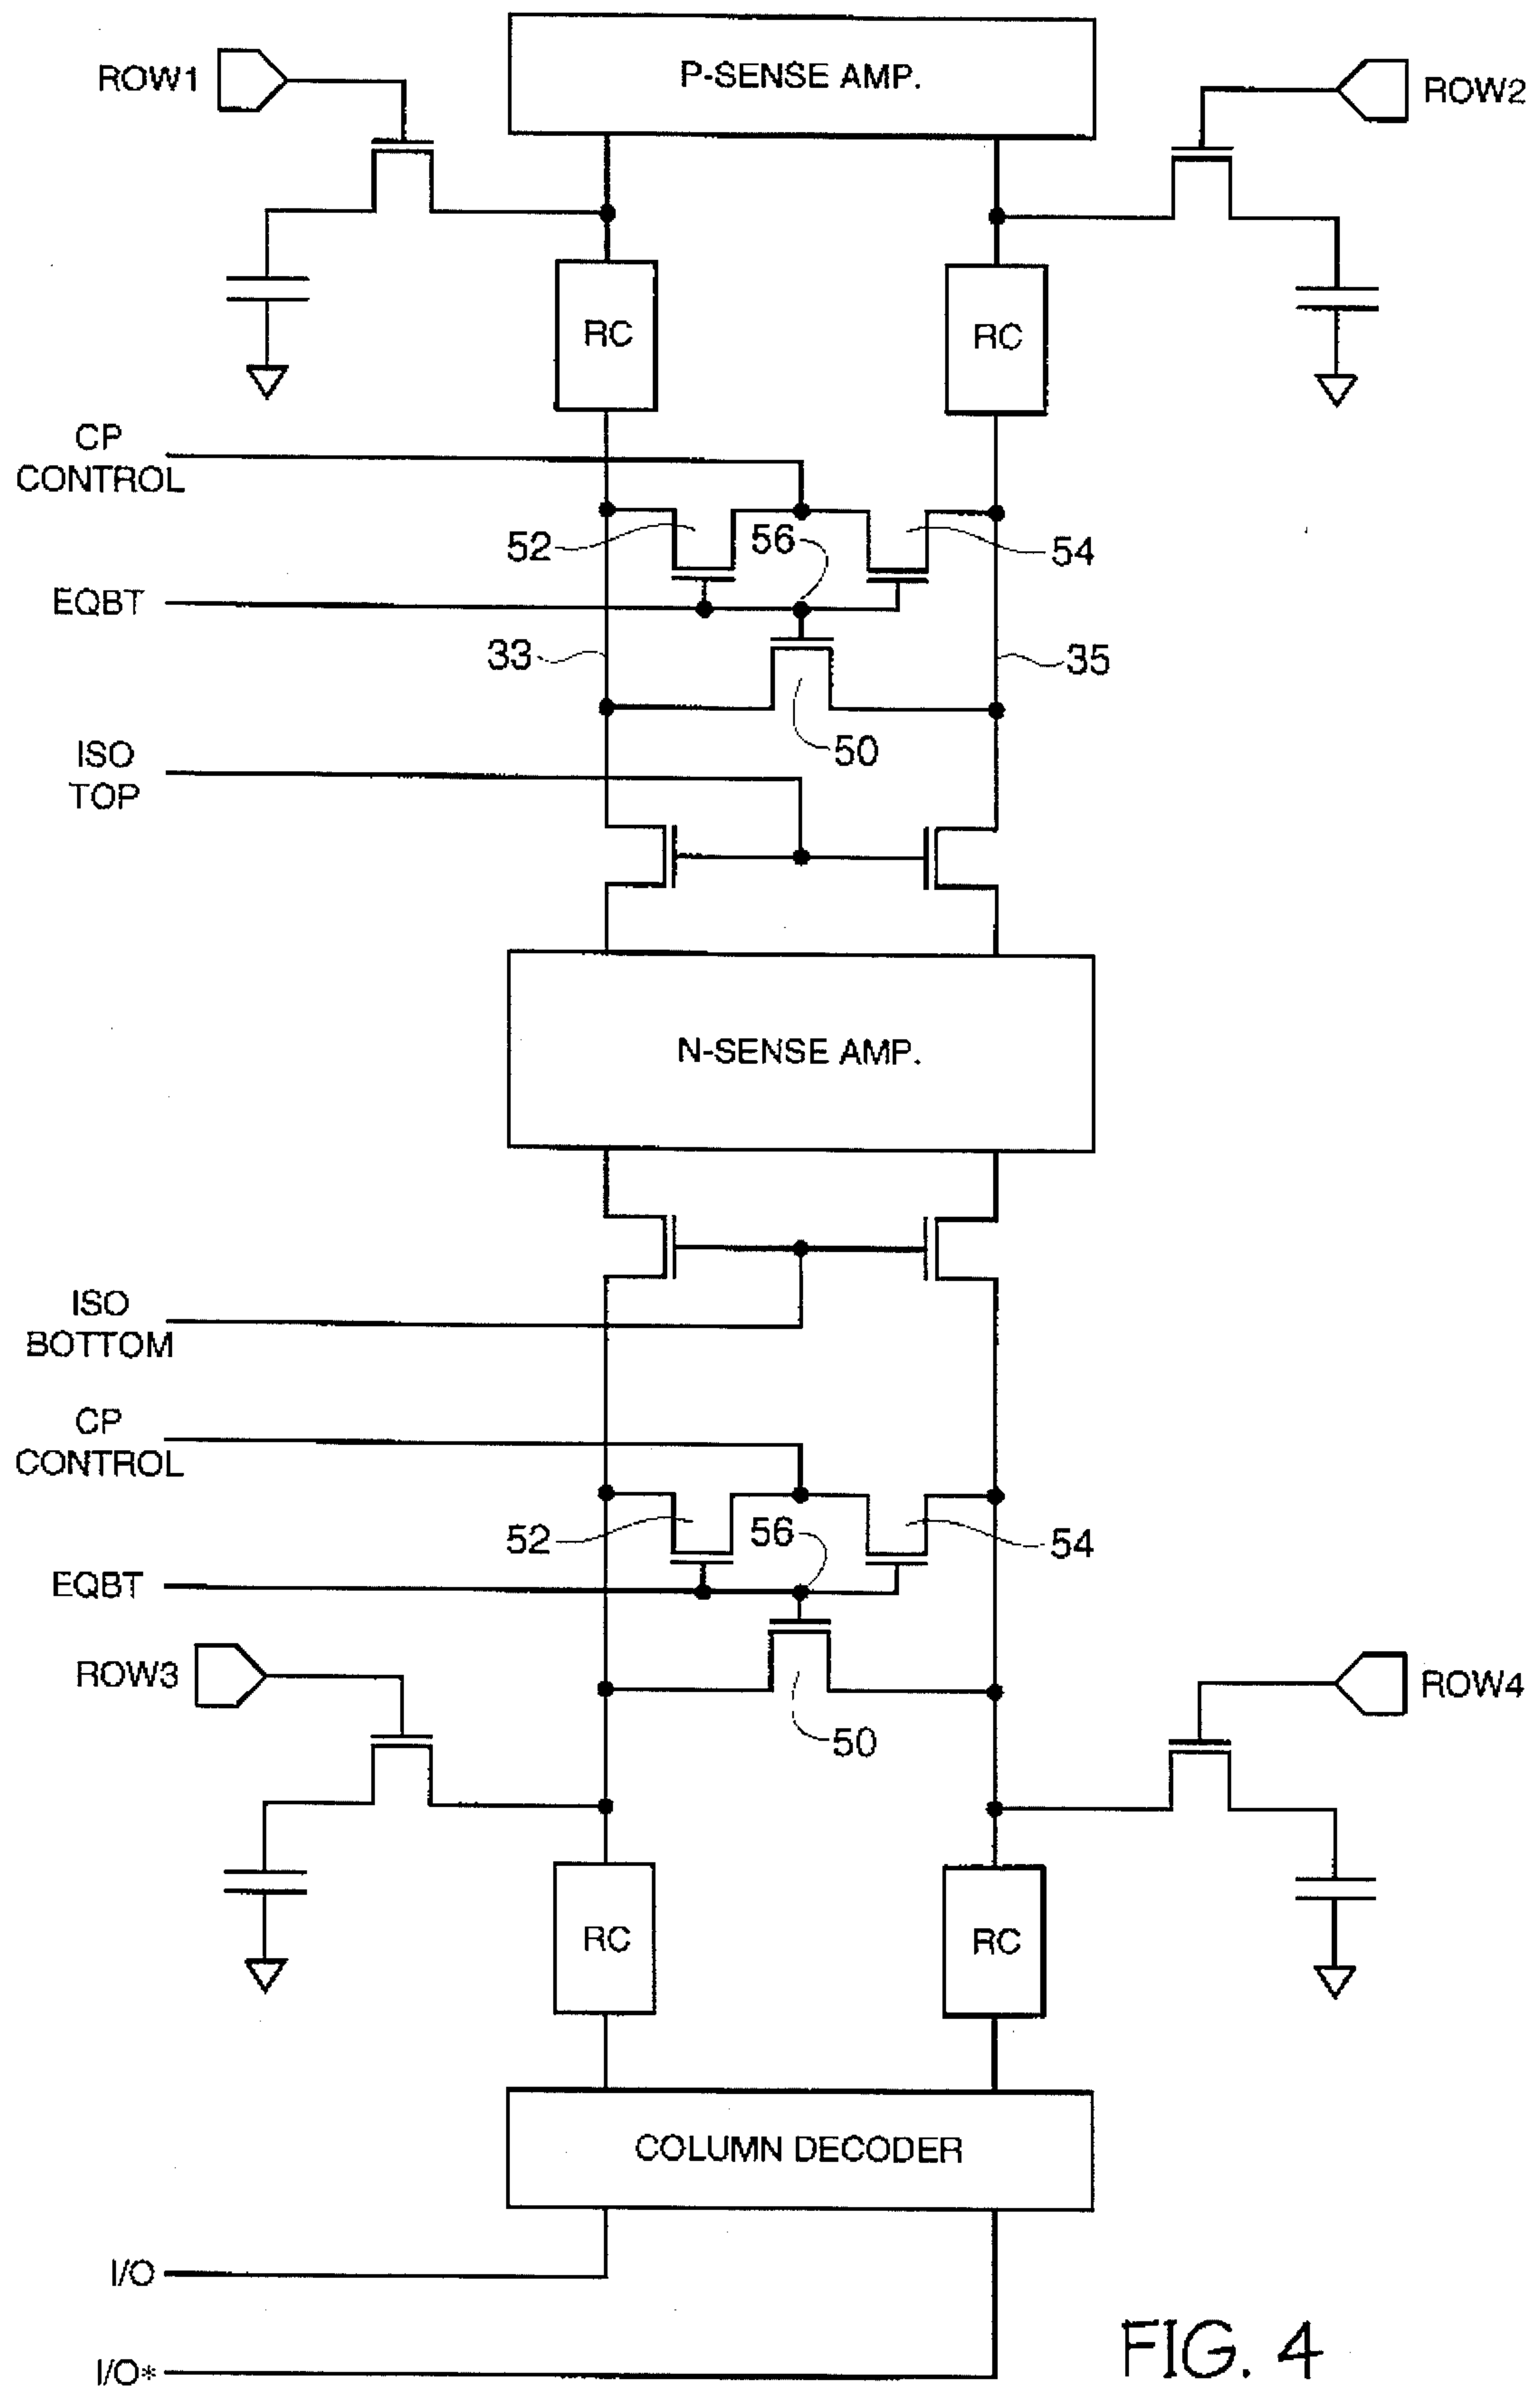 P-SENSE AMP.
ROW1
ROW2
RC
RC
CP
CONTROL
52
56
54
EQBT
33
35
50
ISO
TOP
N-SENSE AMP.
ISO
BOTTOM
CP
CONTROL
52
56
54
EQBT
ROW3
ROW4
50
RC
RC
COLUMN DECODER
I/O
I/O*
FIG. 4